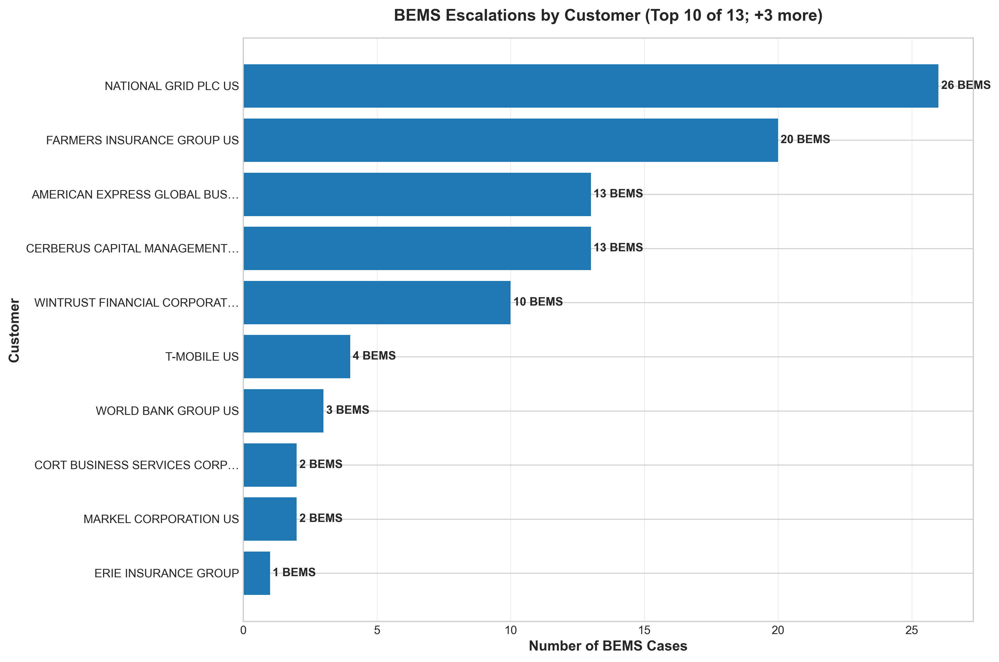 BEMS Escalations by Customer (Top 10 of 13; +3 more)
NATIONAL GRID PLC US
26 BEMS
FARMERS INSURANCE GROUP US
20 BEMS
AMERICAN EXPRESS GLOBAL BUS…
13 BEMS
CERBERUS CAPITAL MANAGEMENT…
13 BEMS
WINTRUST FINANCIAL CORPORAT…
10 BEMS
T-MOBILE US
4 BEMS
WORLD BANK GROUP US
3 BEMS
CORT BUSINESS SERVICES CORP…
2 BEMS
MARKEL CORPORATION US
2 BEMS
ERIE INSURANCE GROUP
1 BEMS
Customer
0 5 10 15 20 25
Number of BEMS Cases